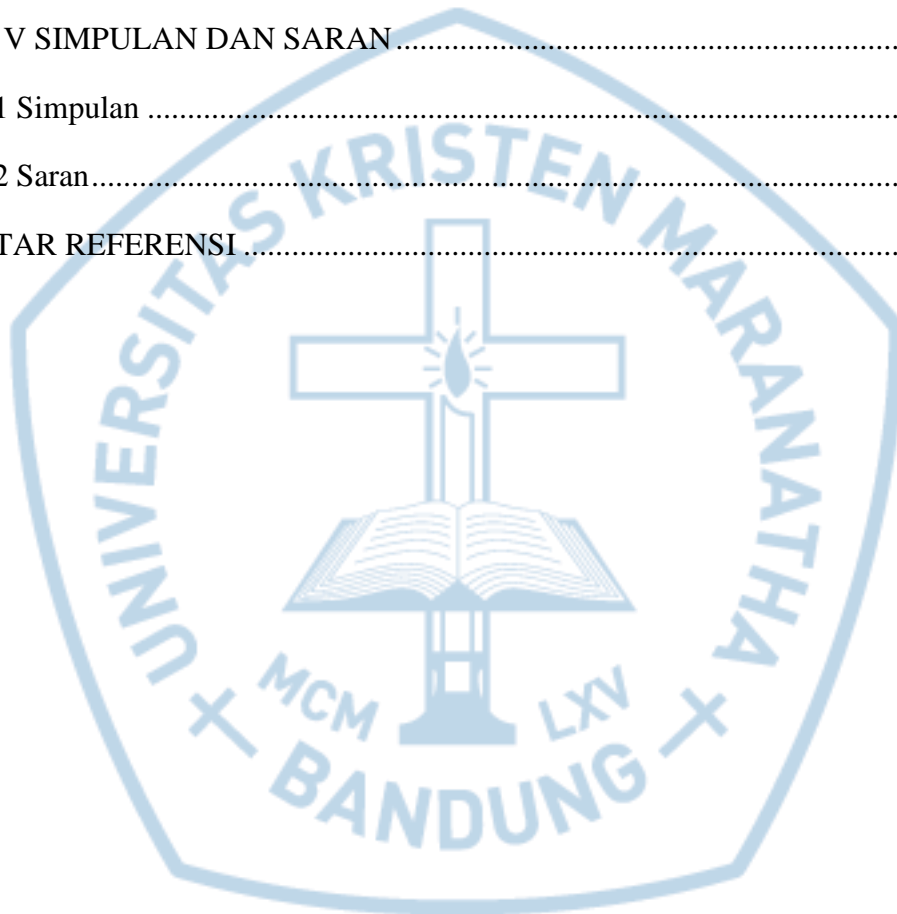 V SIMPULAN DAN SARAN..............................................................
1 Simpulan ..............................................................................................
2 Saran.....................................................................................................
TAR REFERENSI .................................................................................
UNIVERSITAS KRISTEN MARANATHA
MCM LXV
BANDUNG